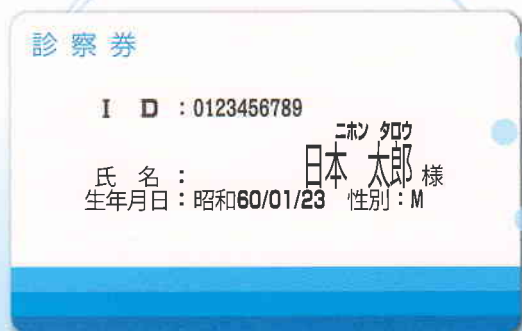 診察券
ID:0123456789
ニホン タロウ
氏名: 日本 太郎 様
生年月日:昭和60/01/23 性別:M